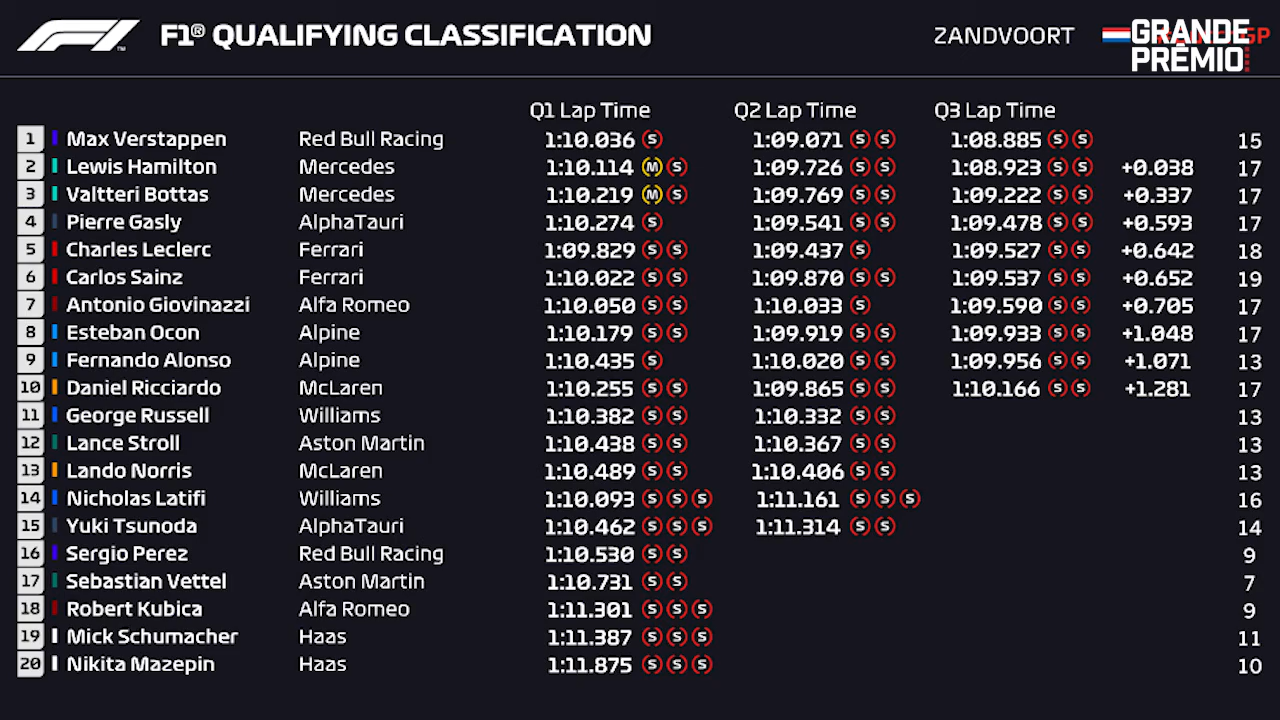 F1® QUALIFYING CLASSIFICATION ZANDVOORT GRANDE PRÊMIO
Q1 Lap Time Q2 Lap Time Q3 Lap Time
1 Max Verstappen Red Bull Racing 1:10.036 S 1:09.071 S S 1:08.885 S S 15
2 Lewis Hamilton Mercedes 1:10.114 M S 1:09.726 S S 1:08.923 S S +0.038 17
3 Valtteri Bottas Mercedes 1:10.219 M S 1:09.769 S S 1:09.222 S S +0.337 17
4 Pierre Gasly AlphaTauri 1:10.274 S 1:09.541 S S 1:09.478 S S +0.593 17
5 Charles Leclerc Ferrari 1:09.829 S S 1:09.437 S 1:09.527 S S +0.642 18
6 Carlos Sainz Ferrari 1:10.022 S S 1:09.870 S S 1:09.537 S S +0.652 19
7 Antonio Giovinazzi Alfa Romeo 1:10.050 S S 1:10.033 S 1:09.590 S S +0.705 17
8 Esteban Ocon Alpine 1:10.179 S S 1:09.919 S S 1:09.933 S S +1.048 17
9 Fernando Alonso Alpine 1:10.435 S 1:10.020 S S 1:09.956 S S +1.071 13
10 Daniel Ricciardo McLaren 1:10.255 S S 1:09.865 S S 1:10.166 S S +1.281 17
11 George Russell Williams 1:10.382 S S 1:10.332 S S 13
12 Lance Stroll Aston Martin 1:10.438 S S 1:10.367 S S 13
13 Lando Norris McLaren 1:10.489 S S 1:10.406 S S 13
14 Nicholas Latifi Williams 1:10.093 S S S 1:11.161 S S S 16
15 Yuki Tsunoda AlphaTauri 1:10.462 S S S 1:11.314 S S 14
16 Sergio Perez Red Bull Racing 1:10.530 S S 9
17 Sebastian Vettel Aston Martin 1:10.731 S S 7
18 Robert Kubica Alfa Romeo 1:11.301 S S S 9
19 Mick Schumacher Haas 1:11.387 S S S 11
20 Nikita Mazepin Haas 1:11.875 S S S 10